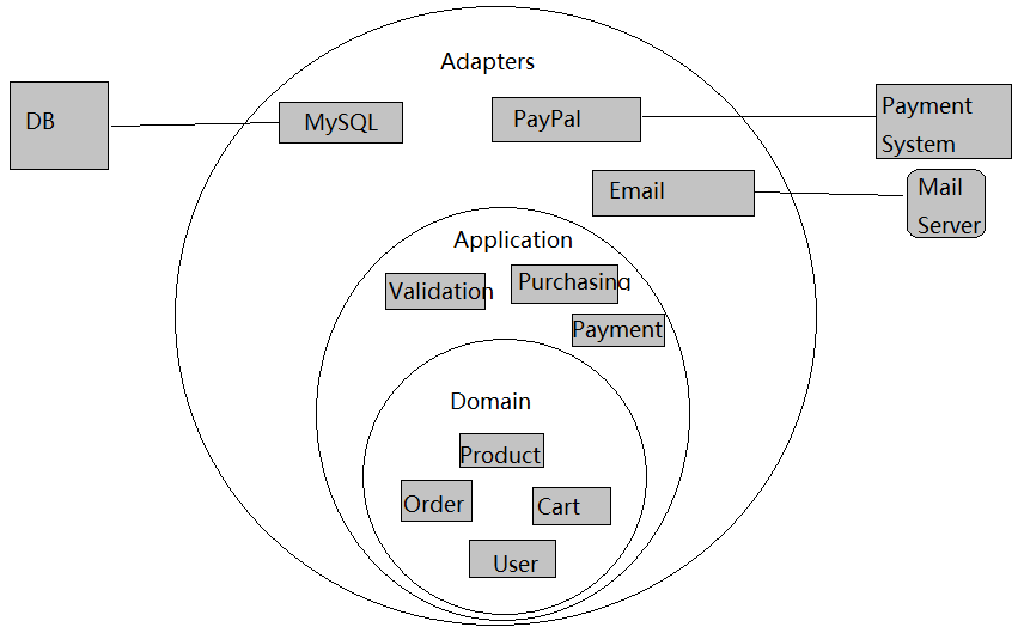 Adapters
DB
MySQL
PayPal
Payment
System
Email
Mail
Server
Application
Validation
Purchasing
Payment
Domain
Product
Order
Cart
User